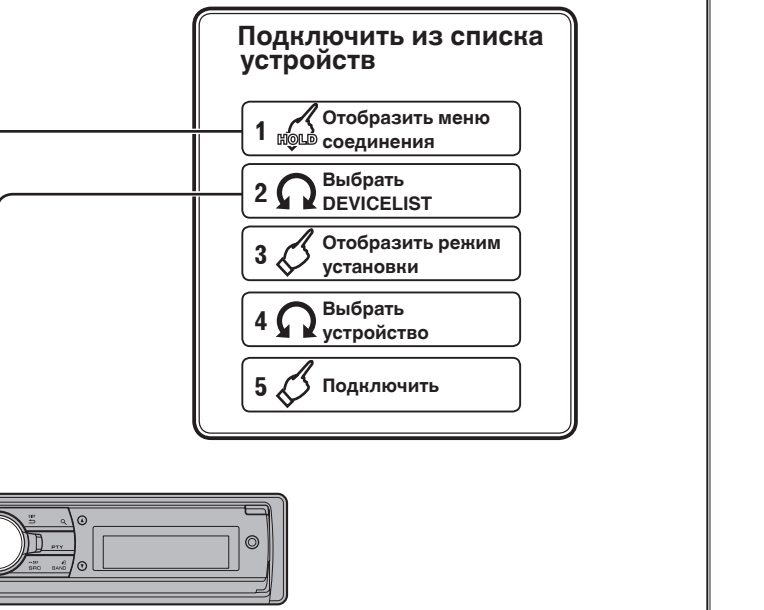 Подключить из списка
устройств
1 HOLD Отобразить меню
соединения
2 Выбрать
DEVICELIST
3 Отобразить режим
установки
4 Выбрать
устройство
5 Подключить
PTY
SRC BAND